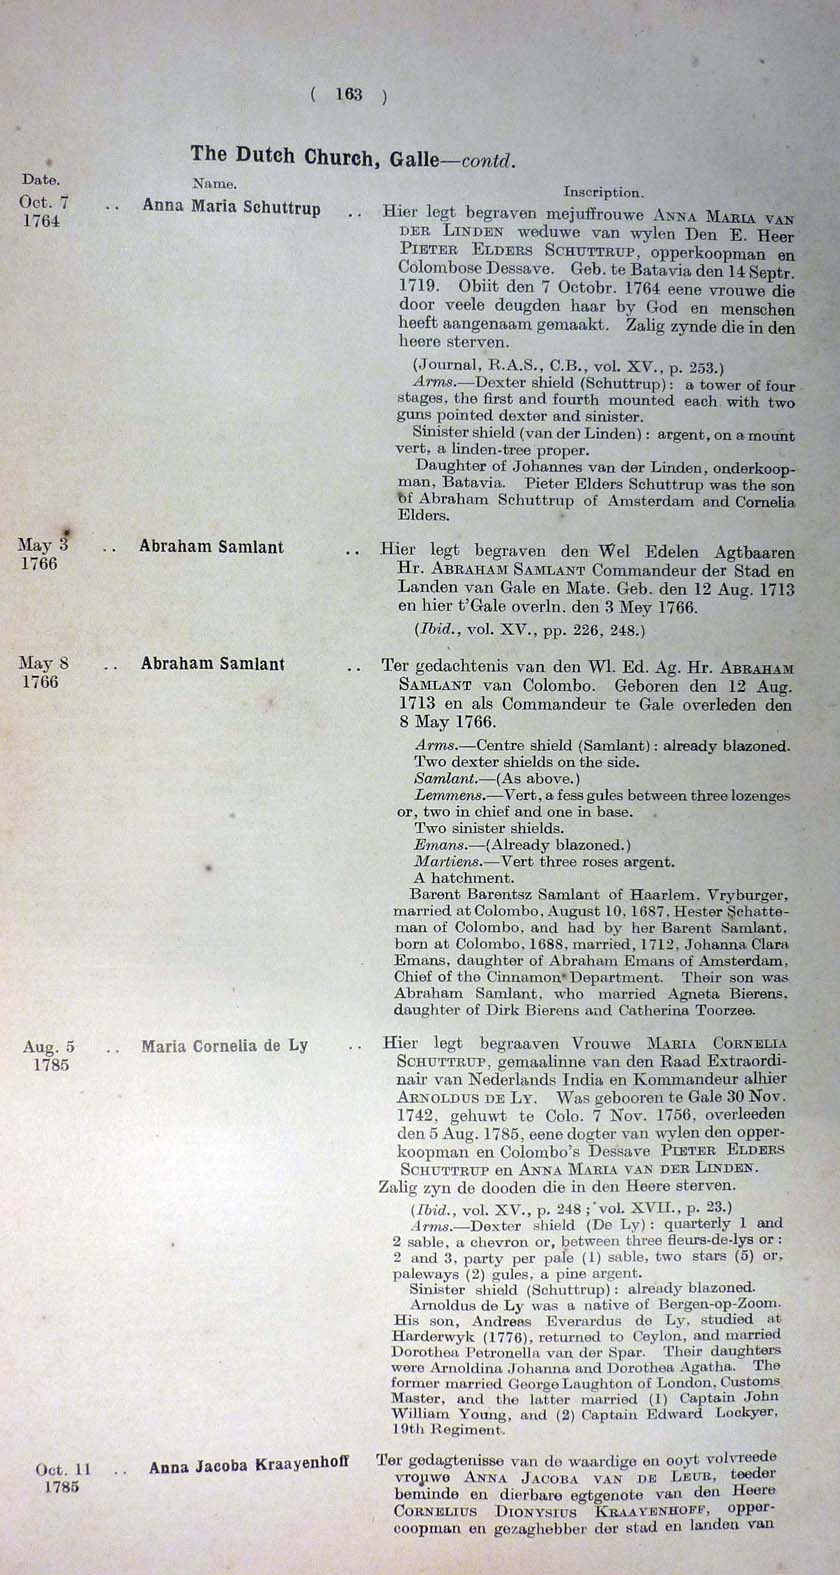 ( 163 )
The Dutch Church, Galle—contd.
Date.
Name.
Inscription.
Oct. 7 .. Anna Maria Schuttrup .. Hier legt begraven mejuffrouwe ANNA MARIA VAN
1764
DER LINDEN weduwe van wylen Den E. Heer
PIETER ELDERS SCHUTTRUP, opperkoopman en
Colombose Dessave. Geb. te Batavia den 14 Septr.
1719. Obiit den 7 Octobr. 1764 eene vrouwe die
door veele deugden haar by God en menschen
heeft aangenaam gemaakt. Zalig zynde die in den
heere sterven.
(Journal, R.A.S., C.B., vol. XV., p. 253.)
Arms.—Dexter shield (Schuttrup): a tower of four
stages, the first and fourth mounted each with two
guns pointed dexter and sinister.
Sinister shield (van der Linden): argent, on a mount
vert, a linden-tree proper.
Daughter of Johannes van der Linden, onderkoop-
man, Batavia. Pieter Elders Schuttrup was the son
of Abraham Schuttrup of Amsterdam and Cornelia
Elders.
May 3 .. Abraham Samlant .. Hier legt begraven den Wel Edelen Agtbaaren
1766
Hr. ABRAHAM SAMLANT Commandeur der Stad en
Landen van Gale en Mate. Geb. den 12 Aug. 1713
en hier t'Gale overln. den 3 Mey 1766.
(Ibid., vol. XV., pp. 226, 248.)
May 8 .. Abraham Samlant .. Ter gedachtenis van den Wl. Ed. Ag. Hr. ABRAHAM
1766
SAMLANT van Colombo. Geboren den 12 Aug.
1713 en als Commandeur te Gale overleden den
8 May 1766.
Arms.—Centre shield (Samlant): already blazoned.
Two dexter shields on the side.
Samlant.—(As above.)
Lemmens.—Vert, a fess gules between three lozenges
or, two in chief and one in base.
Two sinister shields.
Emans.—(Already blazoned.)
Martiens.—Vert three roses argent.
A hatchment.
Barent Barentsz Samlant of Haarlem, Vryburger,
married at Colombo, August 10, 1687, Hester Schatte-
man of Colombo, and had by her Barent Samlant,
born at Colombo, 1688, married, 1712, Johanna Clara
Emans, daughter of Abraham Emans of Amsterdam,
Chief of the Cinnamon Department. Their son was
Abraham Samlant, who married Agneta Bierens,
daughter of Dirk Bierens and Catherina Toorzee.
Aug. 5 .. Maria Cornelia de Ly .. Hier legt begraaven Vrouwe MARIA CORNELIA
1785
SCHUTTRUP, gemaalinne van den Raad Extraordi-
nair van Nederlands India en Kommandeur alhier
ARNOLDUS DE LY. Was gebooren te Gale 30 Nov.
1742, gehuwt te Colo. 7 Nov. 1756, overleeden
den 5 Aug. 1785, eene dogter van wylen den opper-
koopman en Colombo's Dessave PIETER ELDERS
SCHUTTRUP en ANNA MARIA VAN DER LINDEN.
Zalig zyn de dooden die in den Heere sterven.
(Ibid., vol. XV., p. 248; vol. XVII., p. 23.)
Arms.—Dexter shield (De Ly): quarterly 1 and
2 sable, a chevron or, between three fleurs-de-lys or:
2 and 3, party per pale (1) sable, two stars (5) or,
paleways (2) gules, a pine argent.
Sinister shield (Schuttrup): already blazoned.
Arnoldus de Ly was a native of Bergen-op-Zoom.
His son, Andreas Everardus de Ly, studied at
Harderwyk (1776), returned to Ceylon, and married
Dorothea Petronella van der Spar. Their daughters
were Arnoldina Johanna and Dorothea Agatha. The
former married George Laughton of London, Customs
Master, and the latter married (1) Captain John
William Young, and (2) Captain Edward Lockyer,
19th Regiment.
Oct. 11 .. Anna Jacoba Kraayenhoff Ter gedagtenisse van de waardige en ooyt volvreede
1785
vrouwe ANNA JACOBA VAN DE LEUR, teeder
beminde en dierbare egtgenote van den Heere
CORNELIUS DIONYSIUS KRAAYENHOFF, opper-
coopman en gezaghebber der stad en landen van